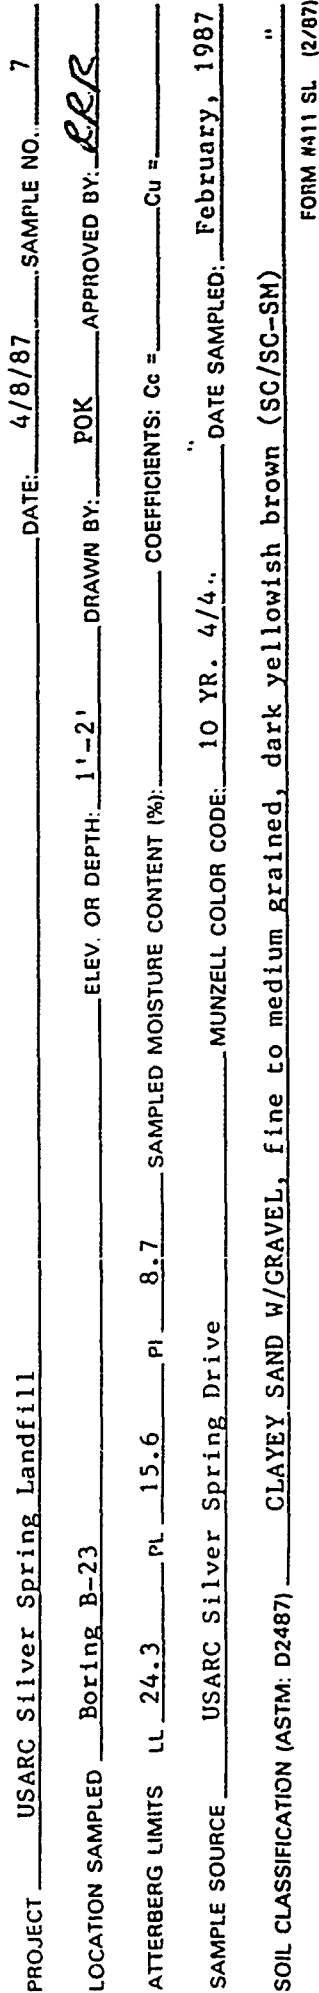 PROJECT USARC Silver Spring Landfill DATE: 4/8/87 SAMPLE NO. 7
LOCATION SAMPLED Boring B-23 ELEV. OR DEPTH: 1'-2' DRAWN BY: POK APPROVED BY: RRR
ATTERBERG LIMITS LL 24.3 PL 15.6 PI 8.7 SAMPLED MOISTURE CONTENT (%): COEFFICIENTS: Cc = Cu =
SAMPLE SOURCE USARC Silver Spring Drive MUNZELL COLOR CODE: 10 YR. 4/4 DATE SAMPLED: February, 1987
SOIL CLASSIFICATION (ASTM: D2487) CLAYEY SAND W/GRAVEL, fine to medium grained, dark yellowish brown (SC/SC-SM)
FORM #411 SL (2/87)